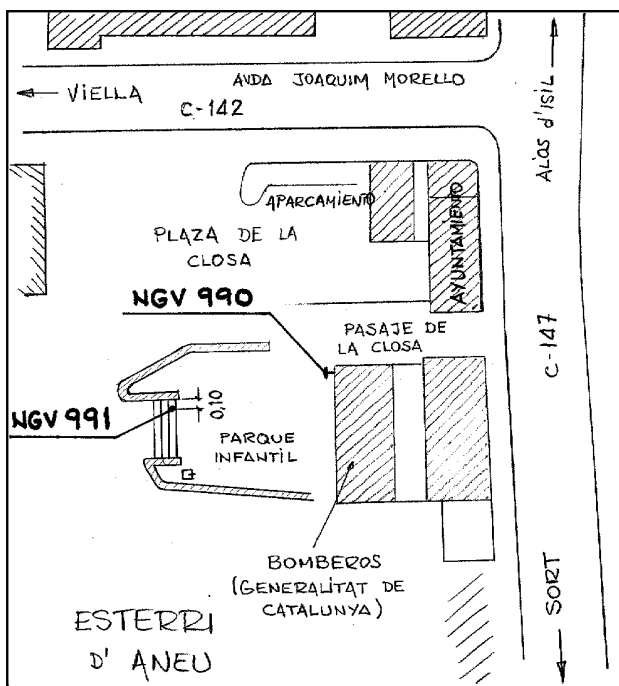 AVDA JOAQUIM MORELLO
← VIELLA
C-142
Alòs d'isil
APARCAMIENTO
AYUNTAMIENTO
PLAZA DE LA
CLOSA
NGV 990
PASAJE DE
LA CLOSA
C-147
NGV 991
0,10
PARQUE
INFANTIL
BOMBEROS
(GENERALITAT DE
CATALUNYA)
SORT
ESTERRI
D' ANEU